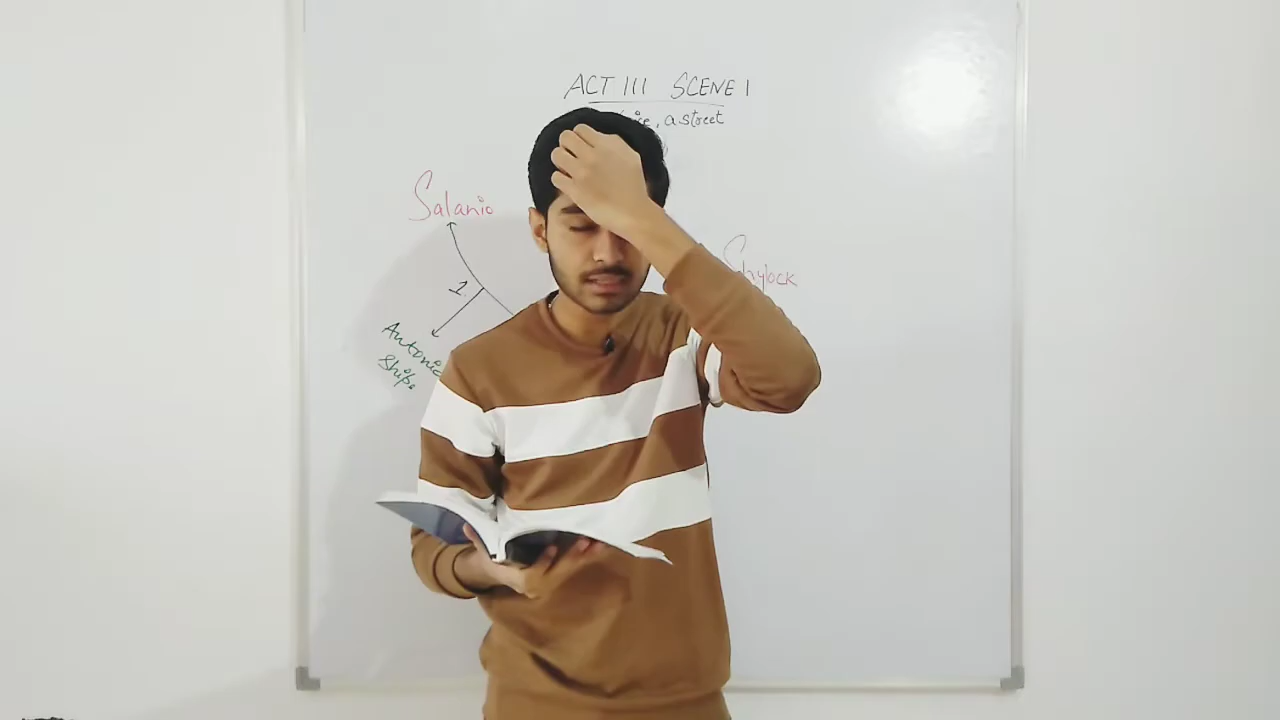 ACT III SCENE I
, a street
Salanio
Shylock
1
Antonio
Ships